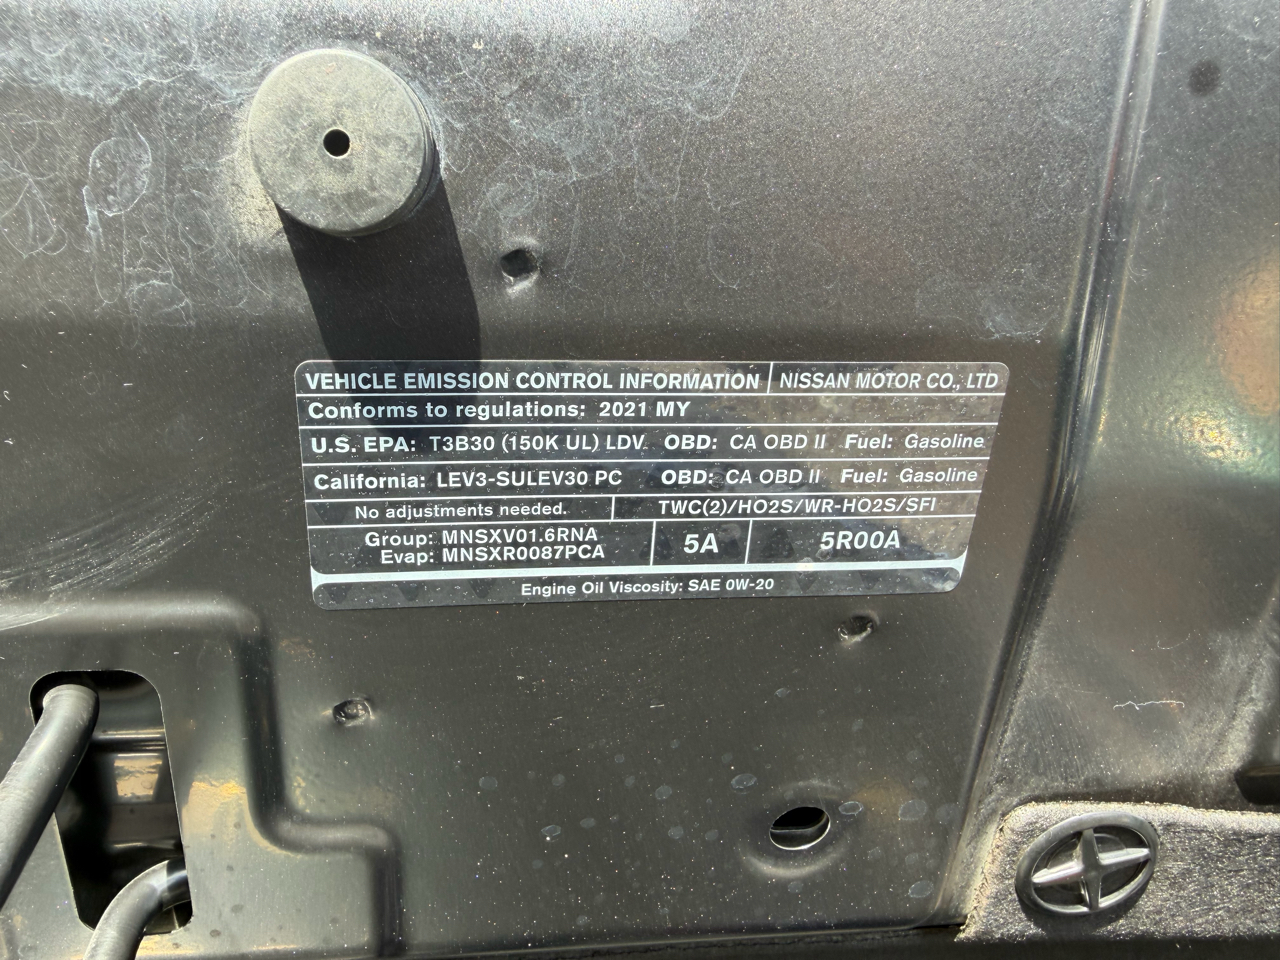 VEHICLE EMISSION CONTROL INFORMATION NISSAN MOTOR CO., LTD
Conforms to regulations: 2021 MY
U.S. EPA: T3B30 (150K UL) LDV. OBD: CA OBD II Fuel: Gasoline
California: LEV3-SULEV30 PC OBD: CA OBD II Fuel: Gasoline
No adjustments needed. TWC(2)/HO2S/WR-HO2S/SFI
Group: MNSXV01.6RNA
Evap: MNSXR0087PCA
5A 5R00A
Engine Oil Viscosity: SAE 0W-20